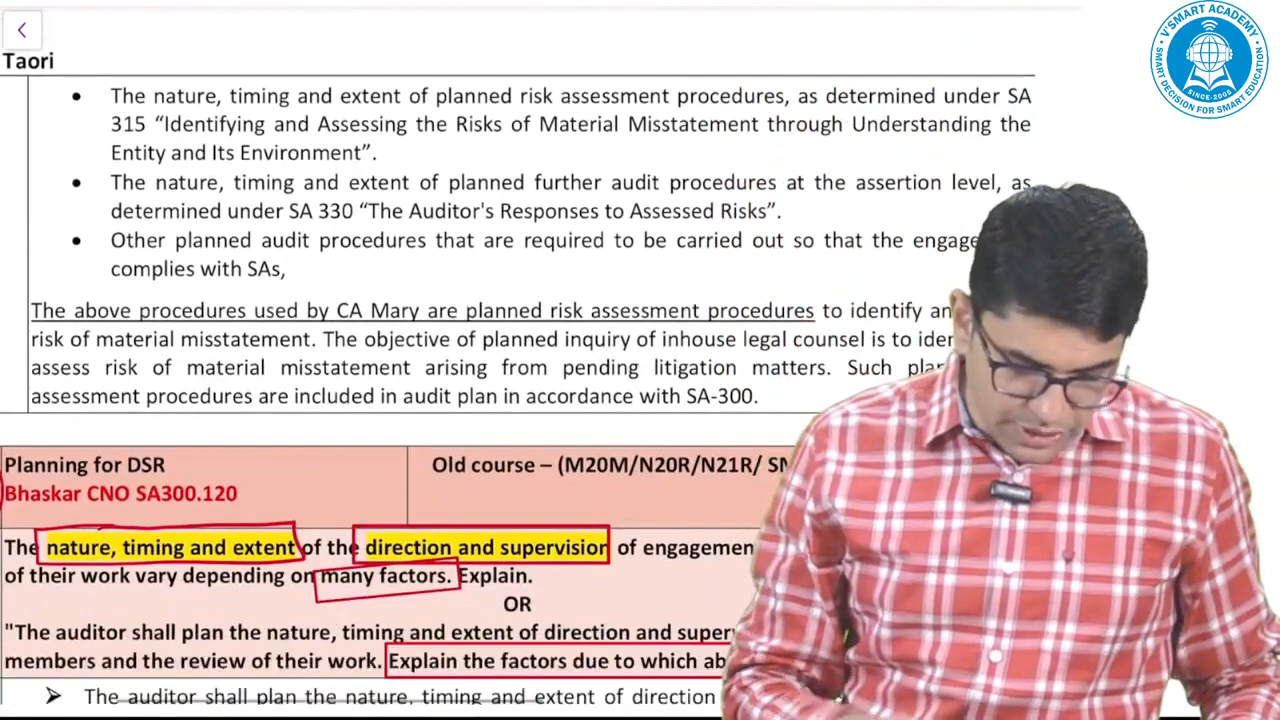 Taori
V'SMART ACADEMY
SINCE-2005
SMART DECISION FOR SMART EDUCATION
• The nature, timing and extent of planned risk assessment procedures, as determined under SA
315 “Identifying and Assessing the Risks of Material Misstatement through Understanding the
Entity and Its Environment”.
• The nature, timing and extent of planned further audit procedures at the assertion level, as
determined under SA 330 “The Auditor's Responses to Assessed Risks”.
• Other planned audit procedures that are required to be carried out so that the
complies with SAs,
The above procedures used by CA Mary are planned risk assessment procedures to identify
risk of material misstatement. The objective of planned inquiry of inhouse legal counsel is to
assess risk of material misstatement arising from pending litigation matters. Such
assessment procedures are included in audit plan in accordance with SA-300.
Planning for DSR
Old course – (M20M/N20R/N21R/
Bhaskar CNO SA300.120
The nature, timing and extent of the direction and supervision of
of their work vary depending on many factors. Explain.
OR
"The auditor shall plan the nature, timing and extent of direction and
members and the review of their work. Explain the factors due to which
➤ The auditor shall plan the nature, timing and extent of direction